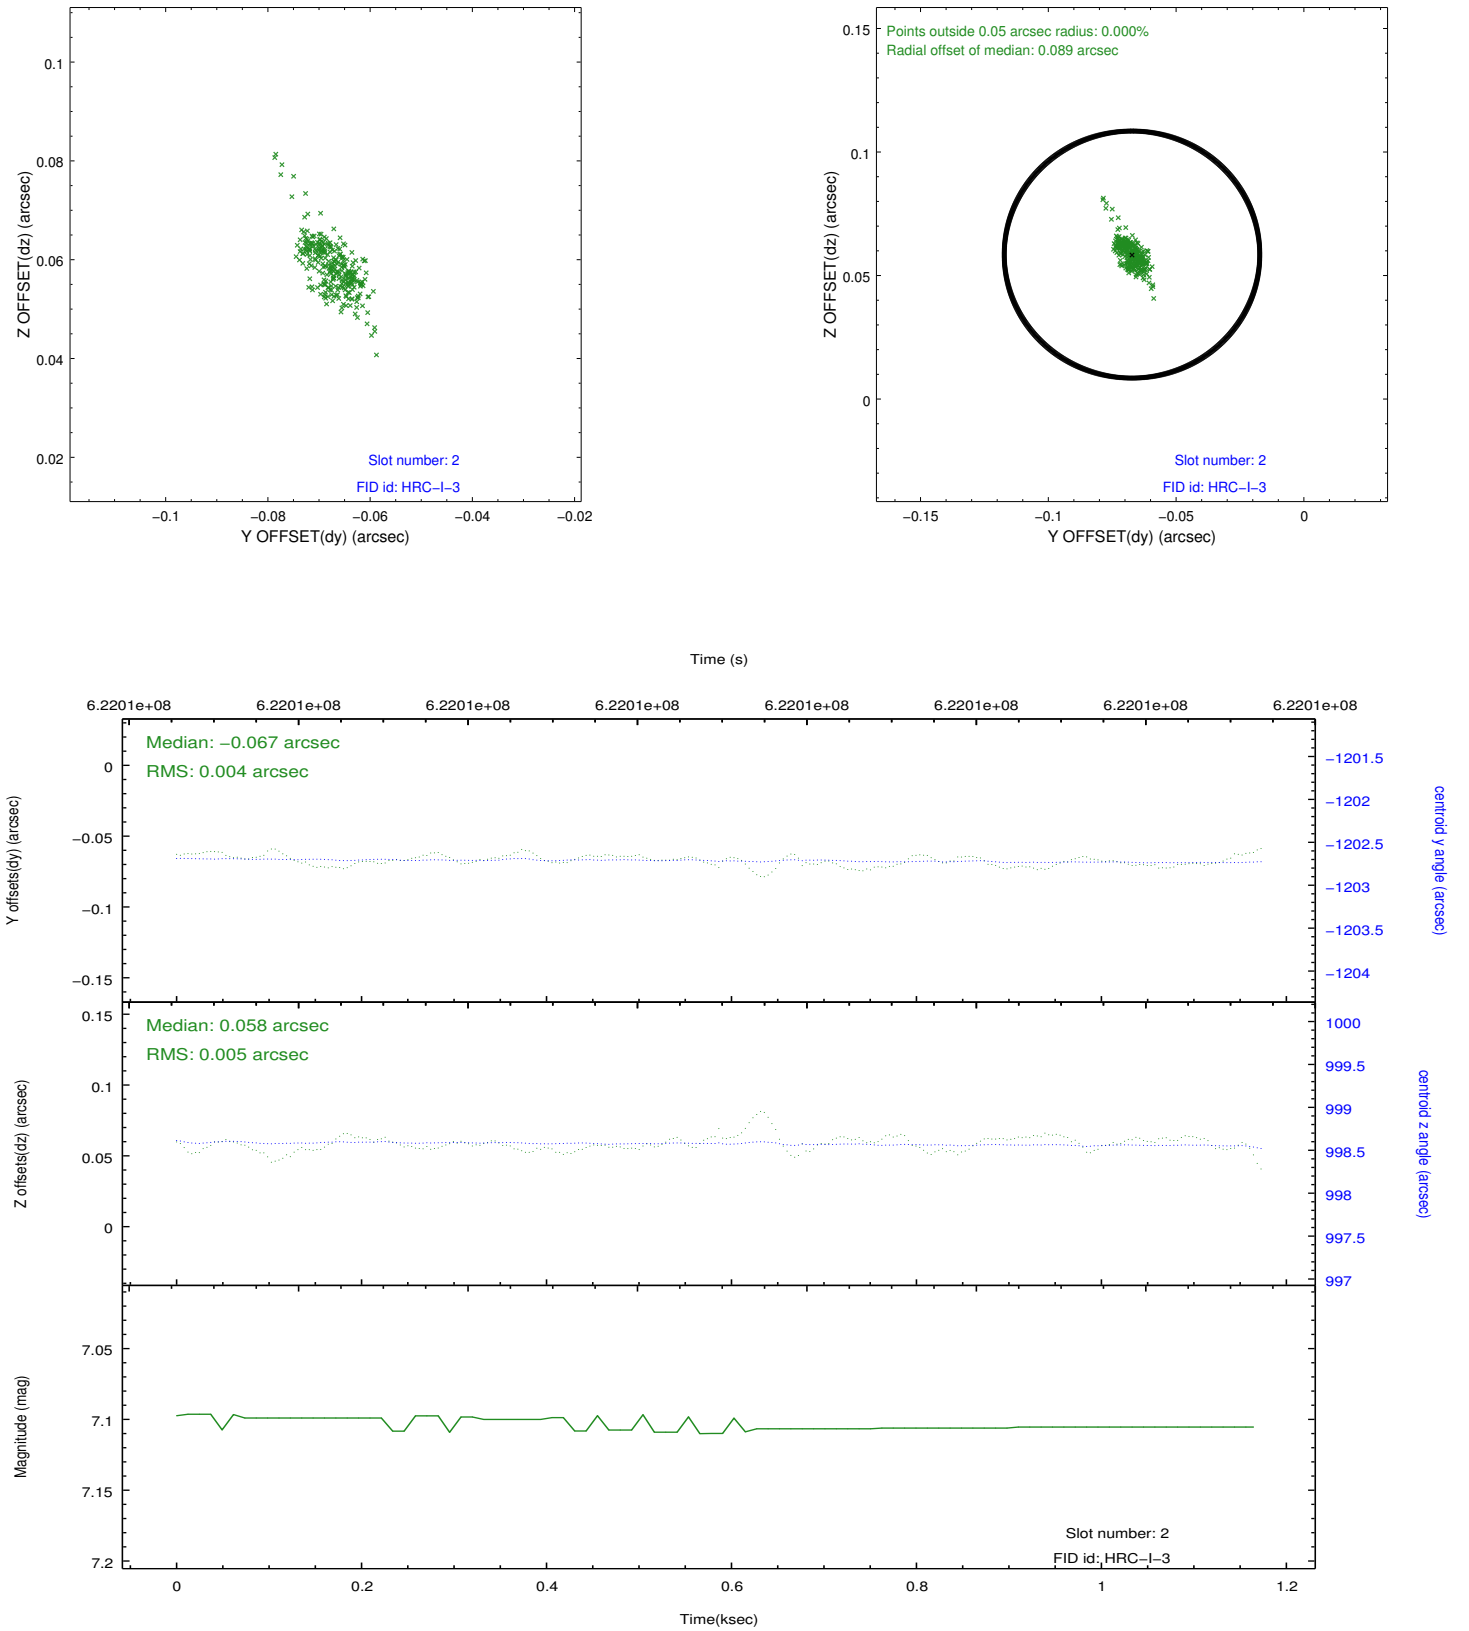 0.1
0.08
0.06
0.04
0.02
Z OFFSET(dz) (arcsec)
Slot number: 2
FID id: HRC−I−3
−0.1 −0.08 −0.06 −0.04 −0.02
Y OFFSET(dy) (arcsec)
Points outside 0.05 arcsec radius: 0.000%
Radial offset of median: 0.089 arcsec
0.15
0.1
0.05
0
Z OFFSET(dz) (arcsec)
Slot number: 2
FID id: HRC−I−3
−0.15 −0.1 −0.05 0
Y OFFSET(dy) (arcsec)
Time (s)
6.2201e+08 6.2201e+08 6.2201e+08 6.2201e+08 6.2201e+08 6.2201e+08 6.2201e+08 6.2201e+08
Median: −0.067 arcsec
RMS: 0.004 arcsec
0
−0.05
−0.1
−0.15
Y offsets(dy) (arcsec)
−1201.5
−1202
−1202.5
−1203
−1203.5
−1204
centroid y angle (arcsec)
Median: 0.058 arcsec
RMS: 0.005 arcsec
0.15
0.1
0.05
0
Z offsets(dz) (arcsec)
1000
999.5
999
998.5
998
997.5
997
centroid z angle (arcsec)
7.05
7.1
7.15
7.2
Magnitude (mag)
Slot number: 2
FID id: HRC−I−3
0 0.2 0.4 0.6 0.8 1 1.2
Time(ksec)